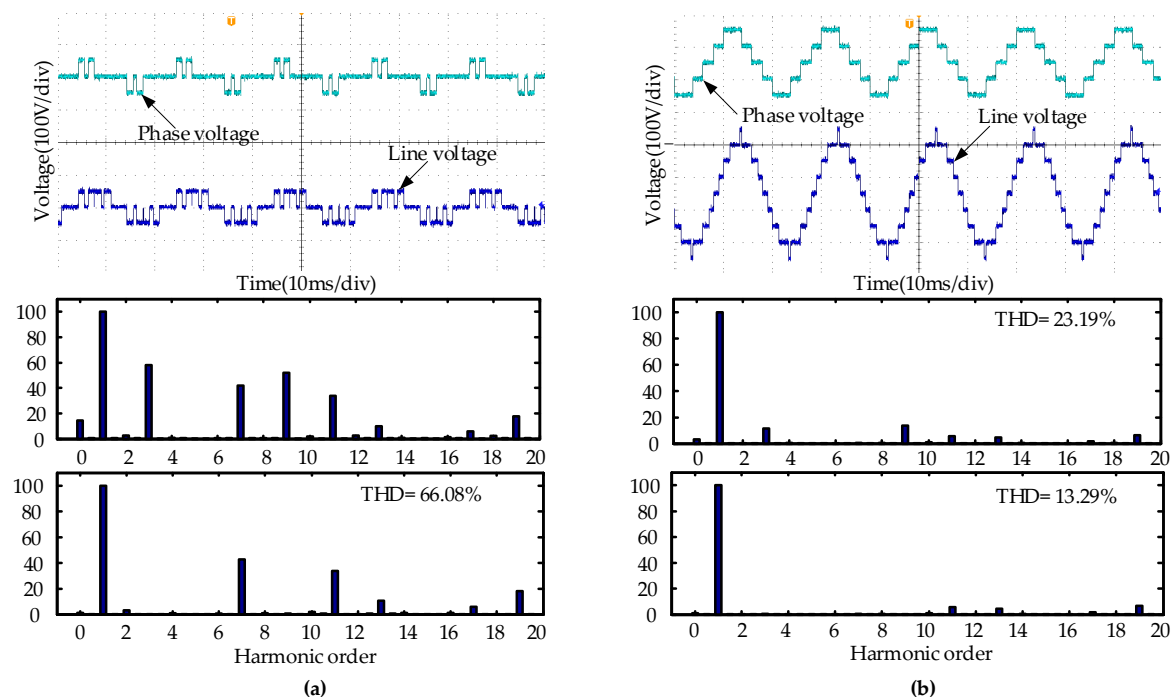 T
Voltage(100V/div)
Phase voltage
Line voltage
Time(10ms/div)
100
80
60
40
20
0
0 2 4 6 8 10 12 14 16 18 20
THD= 66.08%
100
80
60
40
20
0
0 2 4 6 8 10 12 14 16 18 20
Harmonic order
(a)
T
Voltage(100V/div)
Phase voltage
Line voltage
Time(10ms/div)
THD= 23.19%
100
80
60
40
20
0
0 2 4 6 8 10 12 14 16 18 20
THD= 13.29%
100
80
60
40
20
0
0 2 4 6 8 10 12 14 16 18 20
Harmonic order
(b)